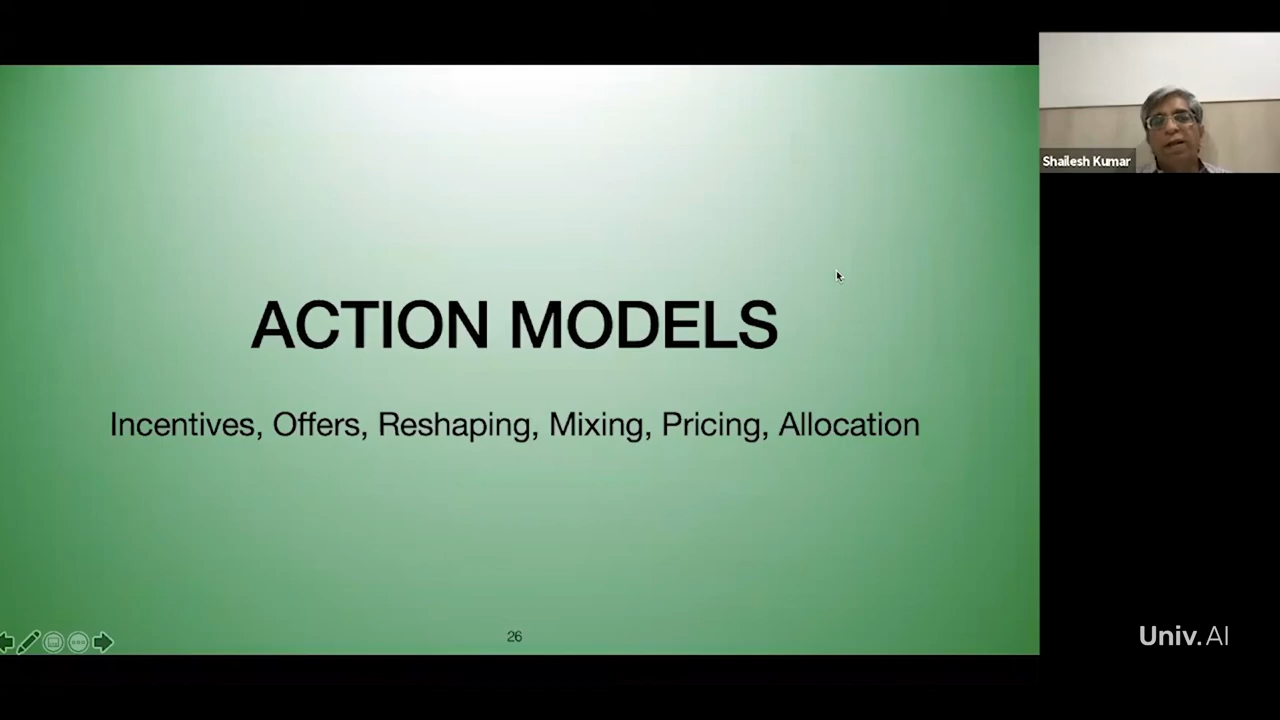 ACTION MODELS
Incentives, Offers, Reshaping, Mixing, Pricing, Allocation
26
Shailesh Kumar
Univ.AI